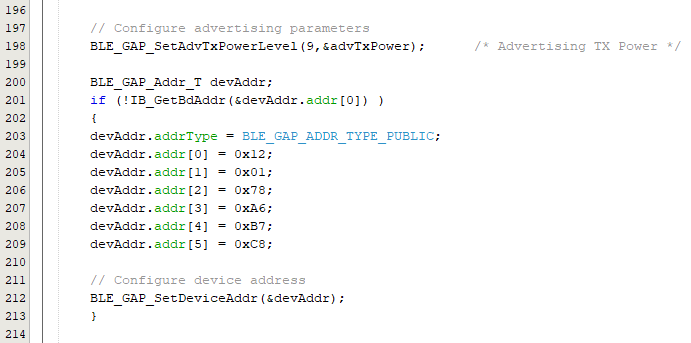 196
197 // Configure advertising parameters
198 BLE_GAP_SetAdvTxPowerLevel(9,&advTxPower); /* Advertising TX Power */
199
200 BLE_GAP_Addr_T devAddr;
201 if (!IB_GetBdAddr(&devAddr.addr[0]) )
202 {
203 devAddr.addrType = BLE_GAP_ADDR_TYPE_PUBLIC;
204 devAddr.addr[0] = 0x12;
205 devAddr.addr[1] = 0x01;
206 devAddr.addr[2] = 0x78;
207 devAddr.addr[3] = 0xA6;
208 devAddr.addr[4] = 0xB7;
209 devAddr.addr[5] = 0xC8;
210
211 // Configure device address
212 BLE_GAP_SetDeviceAddr(&devAddr);
213 }
214